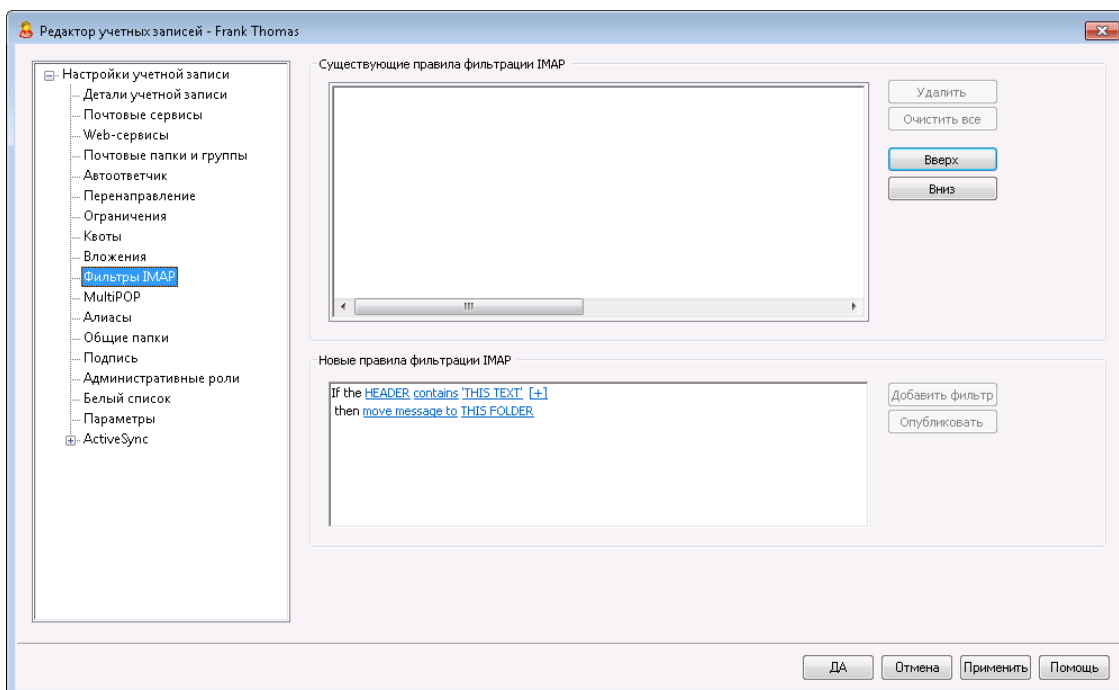 Редактор учетных записей - Frank Thomas
Настройки учетной записи
Детали учетной записи
Почтовые сервисы
Web-сервисы
Почтовые папки и группы
Автоответчик
Перенаправление
Ограничения
Квоты
Вложения
Фильтры IMAP
MultiPOP
Алиасы
Общие папки
Подпись
Административные роли
Белый список
Параметры
ActiveSync
Существующие правила фильтрации IMAP
Удалить
Очистить все
Вверх
Вниз
Новые правила фильтрации IMAP
If the HEADER contains 'THIS TEXT' [+]
then move message to THIS FOLDER
Добавить фильтр
Опубликовать
ДА
Отмена
Применить
Помощь